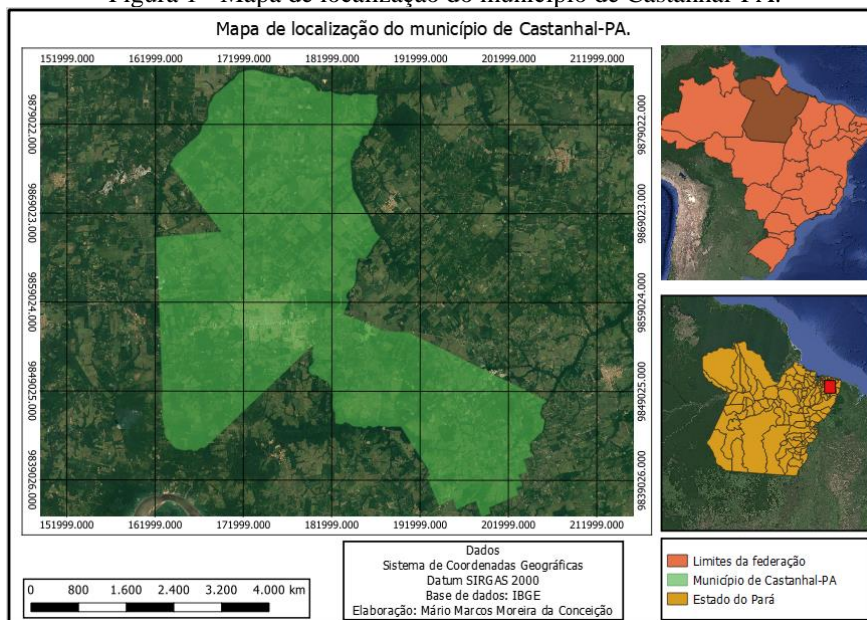 Figura 1 - Mapa de localização do município de Castanhal-PA.
Mapa de localização do município de Castanhal-PA.
151999.000 161999.000 171999.000 181999.000 191999.000 201999.000 211999.000
9879022.000 9879022.000
9869023.000 9869023.000
9859024.000 9859024.000
9849025.000 9849025.000
9839026.000 9839026.000
151999.000 161999.000 171999.000 181999.000 191999.000 201999.000 211999.000
0 800 1.600 2.400 3.200 4.000 km
Dados
Sistema de Coordenadas Geográficas
Datum SIRGAS 2000
Base de dados: IBGE
Elaboração: Mário Marcos Moreira da Conceição
Limites da federação
Município de Castanhal-PA
Estado do Pará